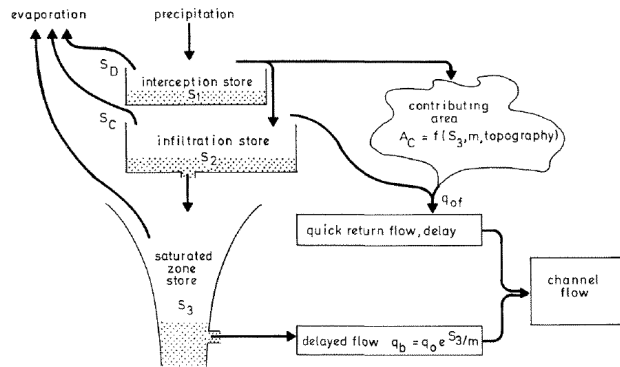 evaporation
precipitation
S_D
interception store
S_1
S_C
infiltration store
S_2
contributing
area
A_C = f(S_3,m,topography)
q_of
quick return flow, delay
saturated
zone
store
S_3
channel
flow
delayed flow q_b = q_o e^{S_3/m}